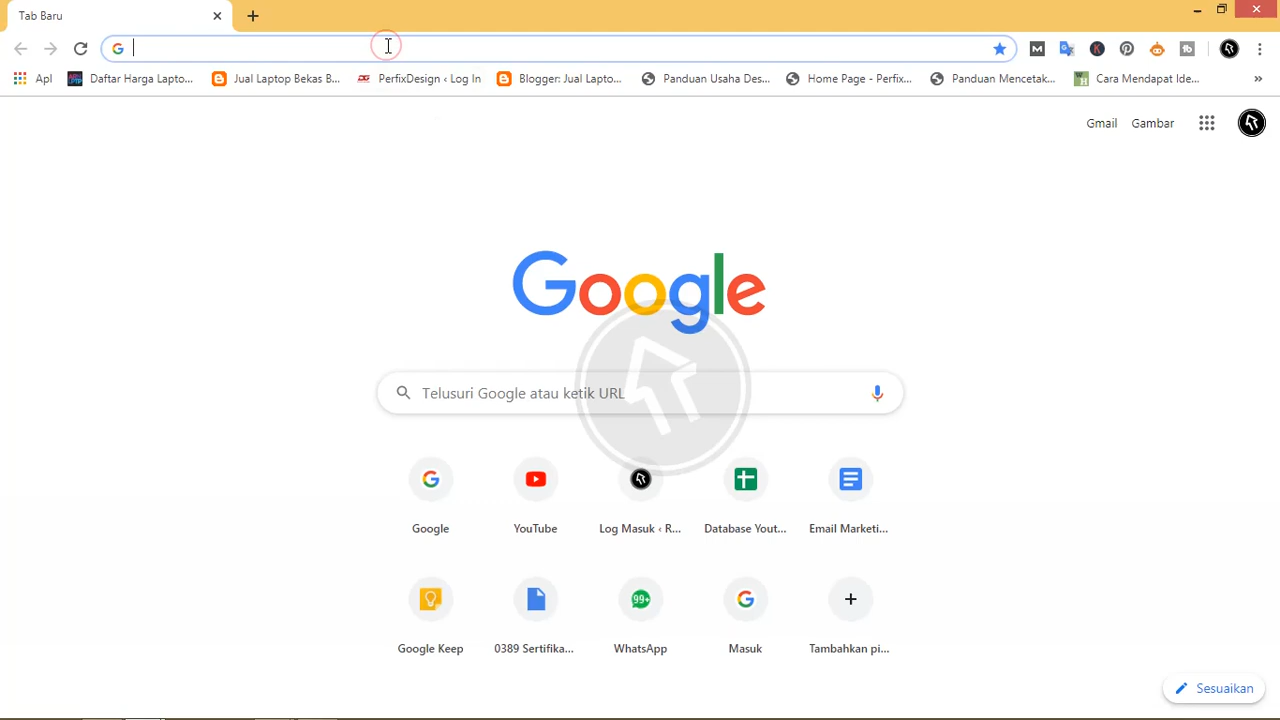 Tab Baru
Apl
Daftar Harga Lapto...
Jual Laptop Bekas B...
PerfixDesign ‹ Log In
Blogger: Jual Lapto...
Panduan Usaha Des...
Home Page - Perfix...
Panduan Mencetak...
Cara Mendapat Ide...
Gmail
Gambar
Google
Telusuri Google atau ketik URL
Google
YouTube
Log Masuk ‹ R...
Database Yout...
Email Marketi...
99+
Google Keep
0389 Sertifika...
WhatsApp
Masuk
Tambahkan pi...
Sesuaikan